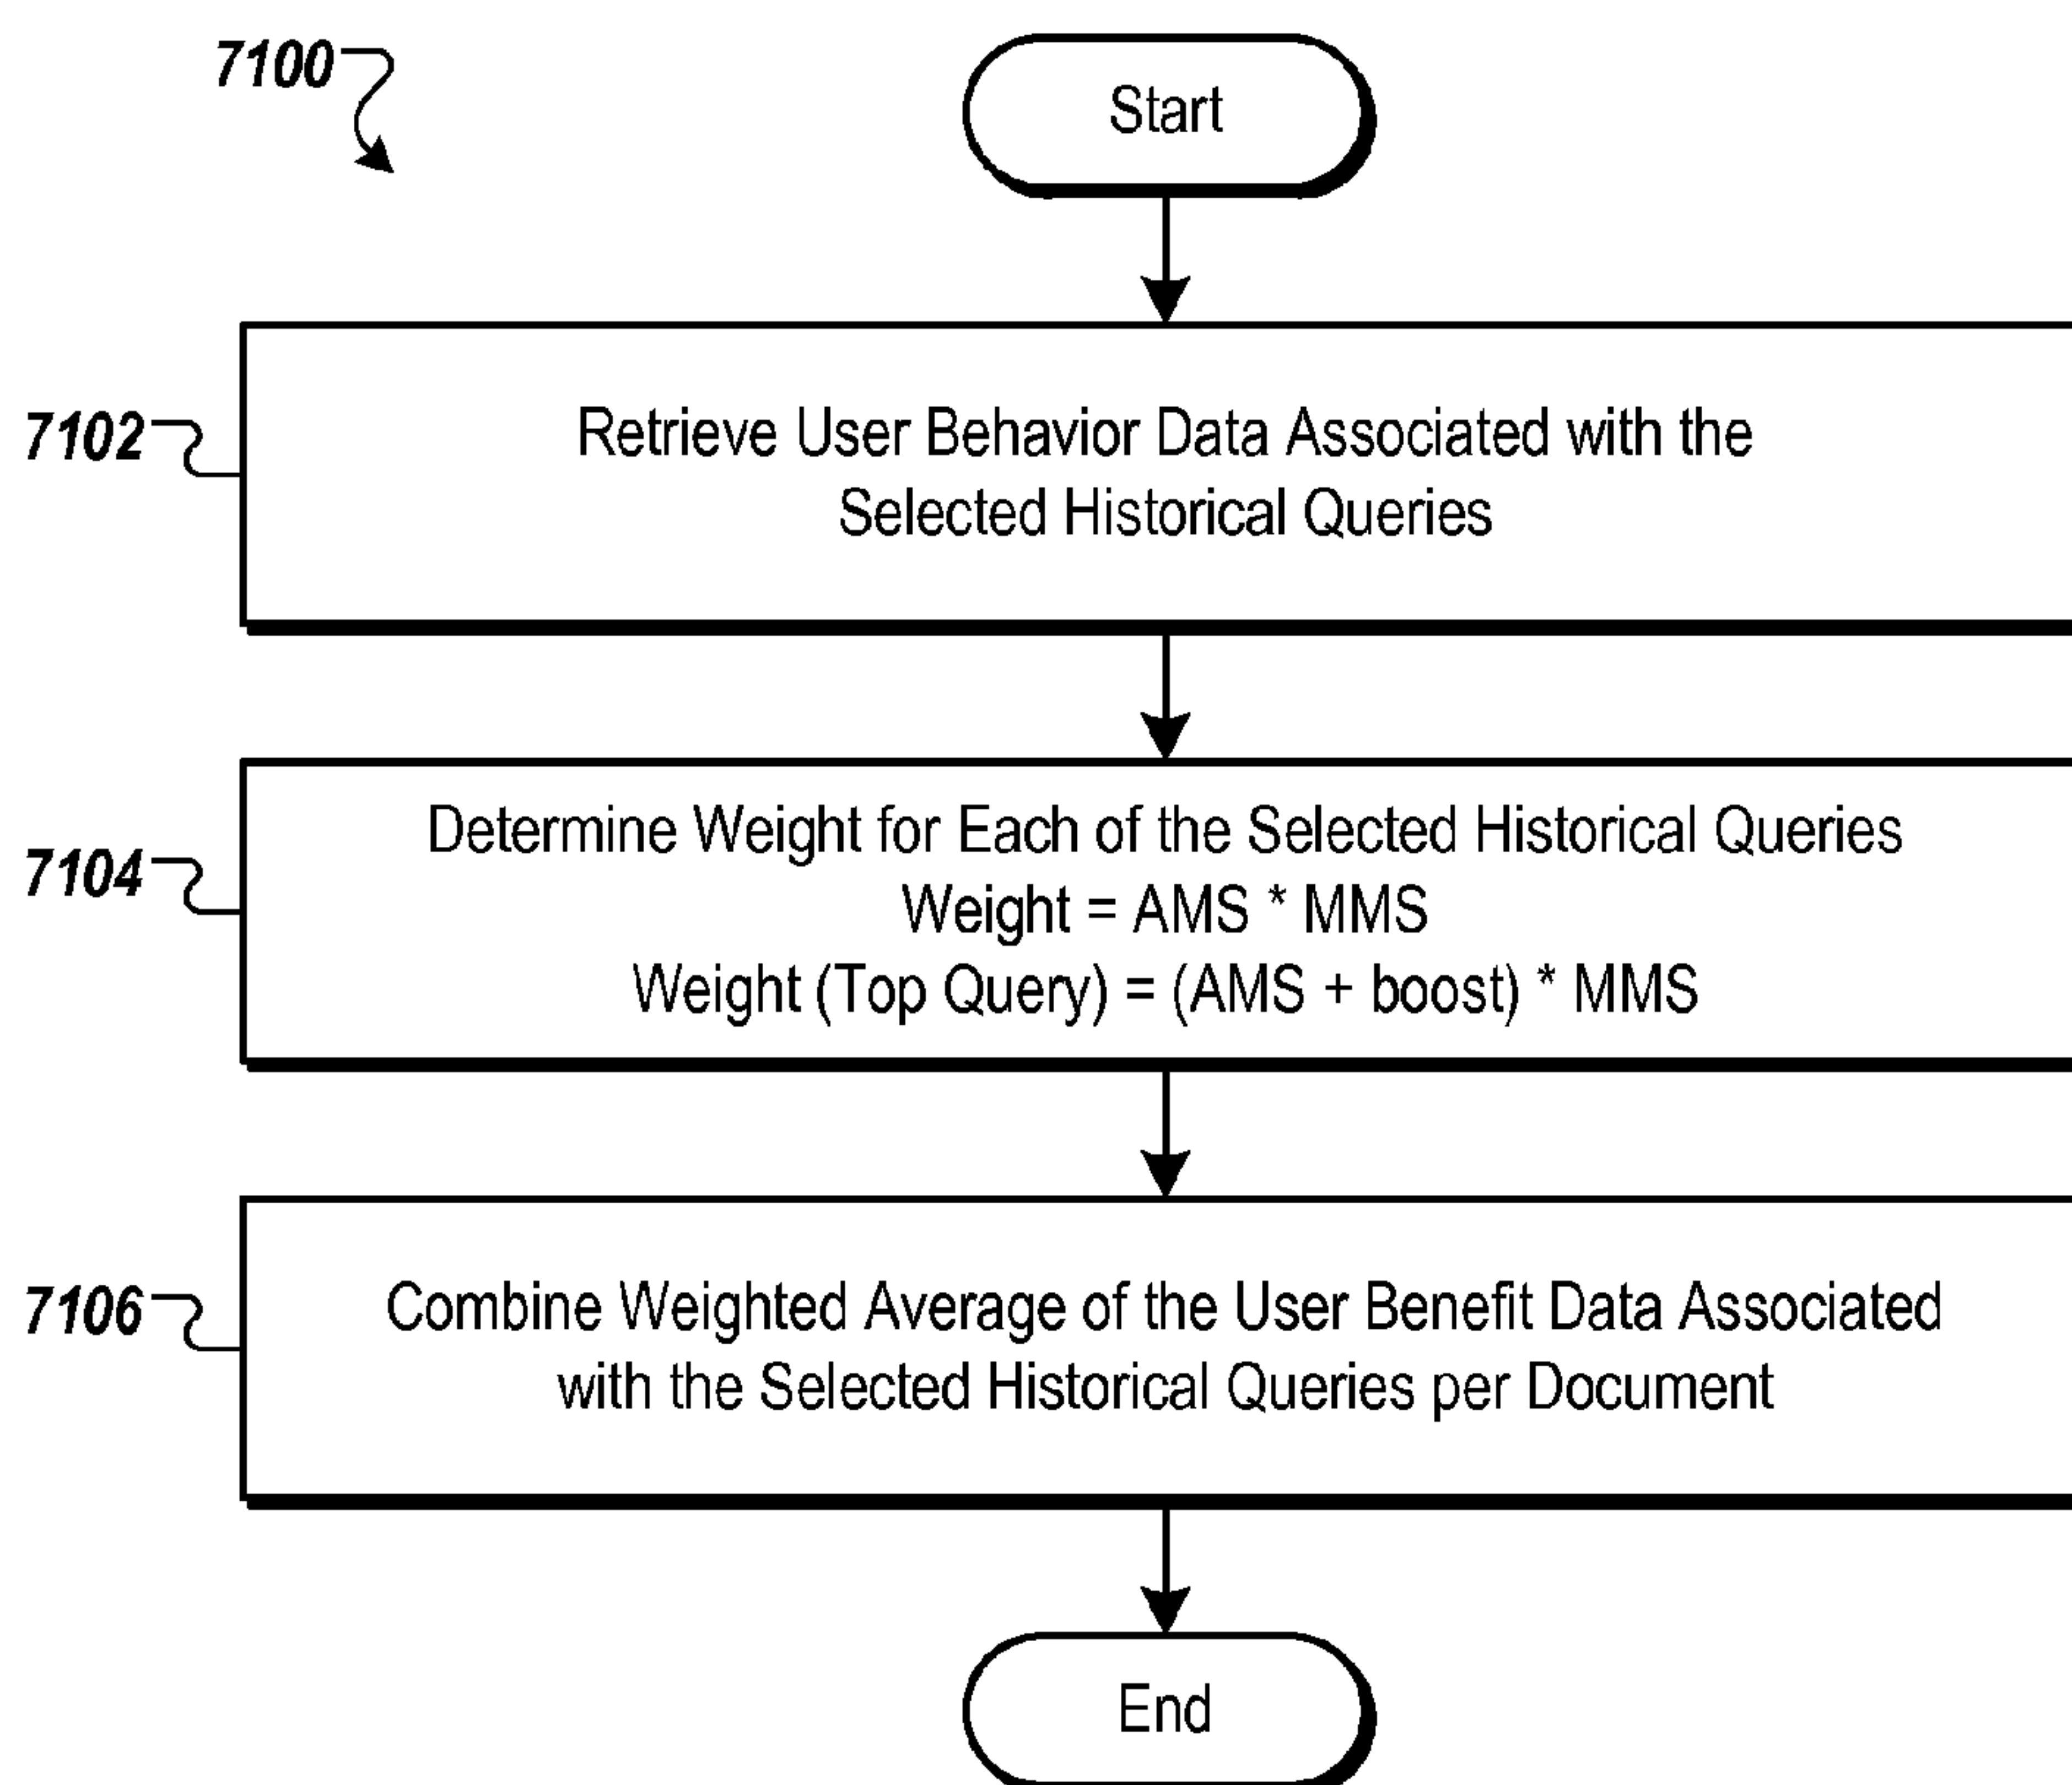 7100
Start
7102
Retrieve User Behavior Data Associated with the
Selected Historical Queries
7104
Determine Weight for Each of the Selected Historical Queries
Weight = AMS * MMS
Weight (Top Query) = (AMS + boost) * MMS
7106
Combine Weighted Average of the User Benefit Data Associated
with the Selected Historical Queries per Document
End